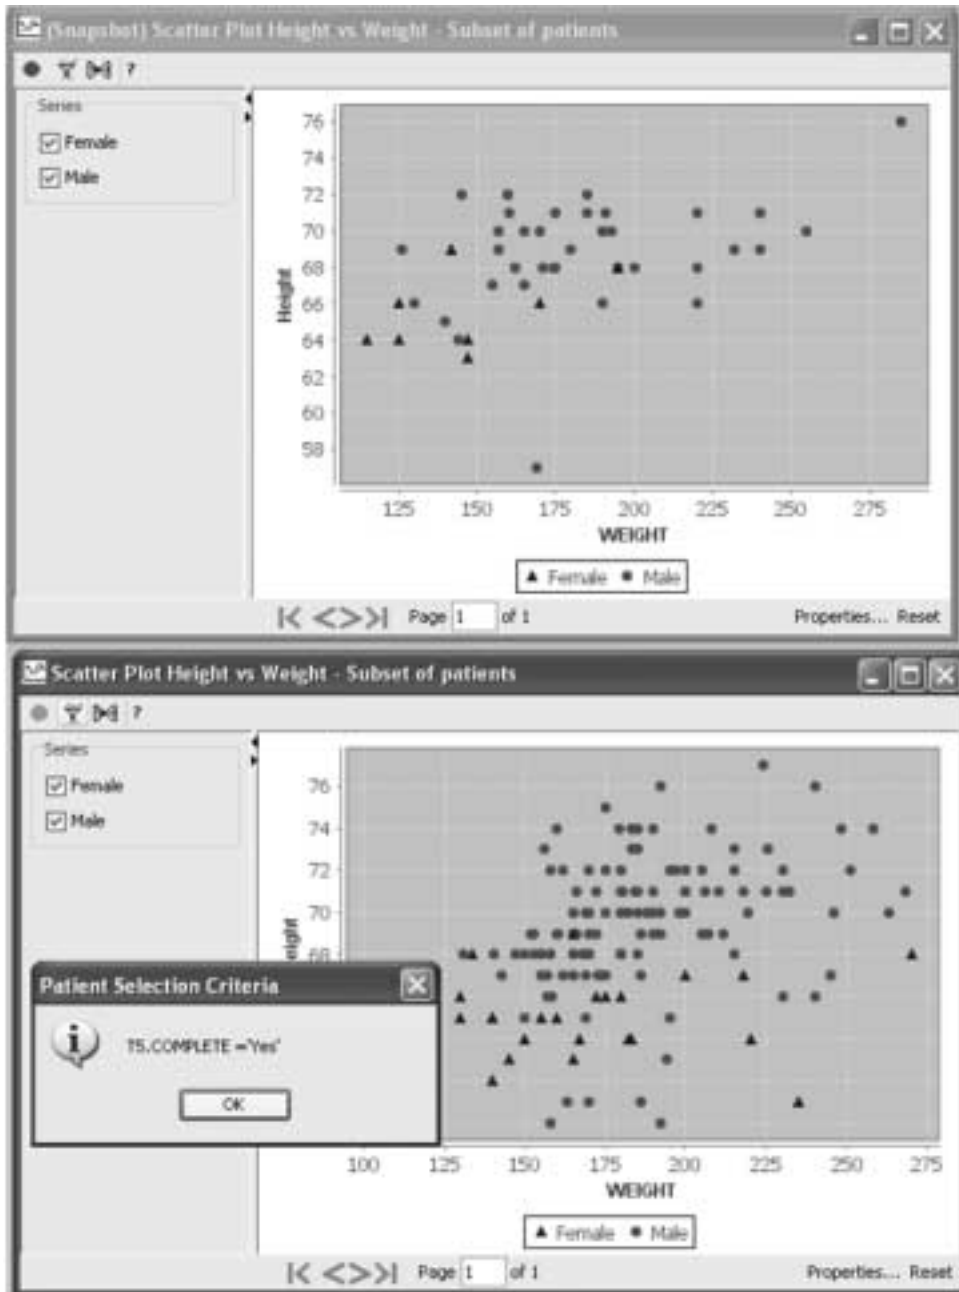 (Snapshot) Scatter Plot Height vs Weight - Subset of patients
?
Series
Female
Male
76
74
72
70
68
66
64
62
60
58
Height
125 150 175 200 225 250 275
WEIGHT
Female Male
Page 1 of 1
Properties... Reset
Scatter Plot Height vs Weight - Subset of patients
?
Series
Female
Male
76
74
72
70
68
eight
Patient Selection Criteria
T5.COMPLETE ='Yes'
OK
100 125 150 175 200 225 250 275
WEIGHT
Female Male
Page 1 of 1
Properties... Reset